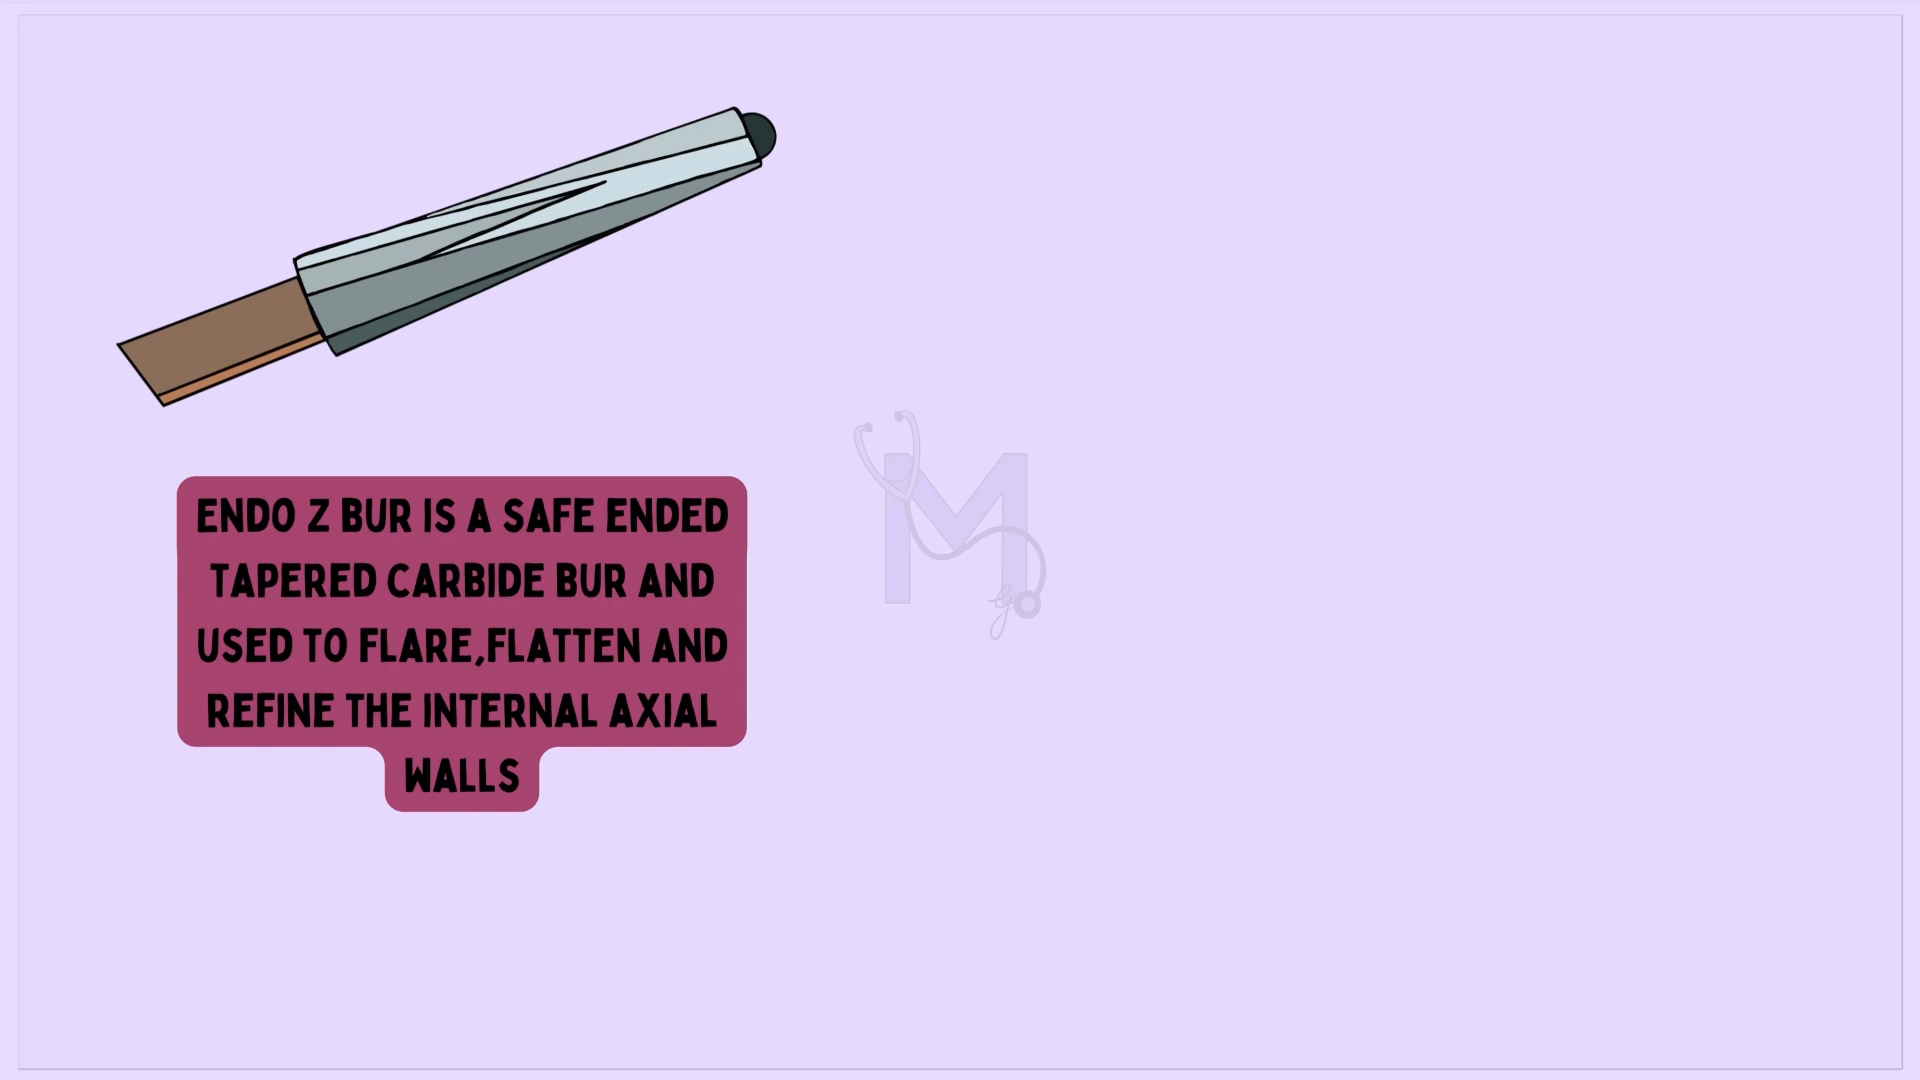 ENDO Z BUR IS A SAFE ENDED
TAPERED CARBIDE BUR AND
USED TO FLARE,FLATTEN AND
REFINE THE INTERNAL AXIAL
WALLS
M